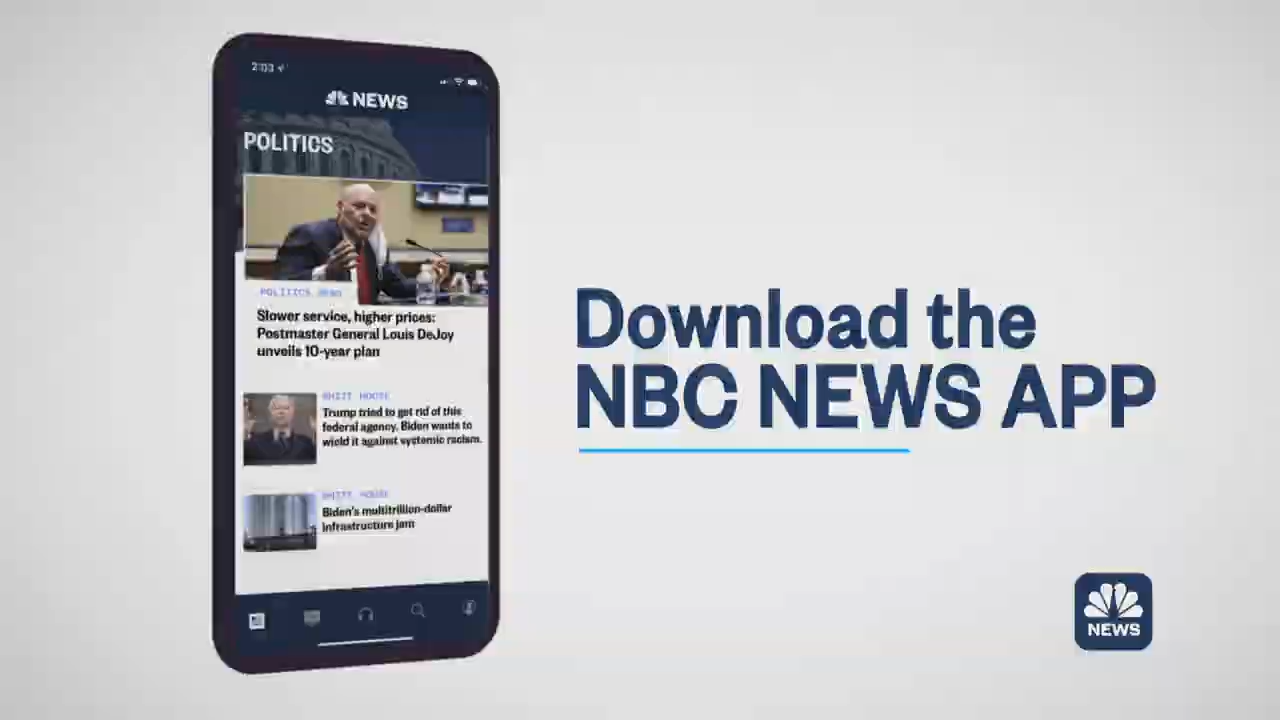 2:03
NEWS
POLITICS
POLITICS NEWS
Slower service, higher prices:
Postmaster General Louis DeJoy
unveils 10-year plan
WHITE HOUSE
Trump tried to get rid of this
federal agency. Biden wants to
wield it against systemic racism.
WHITE HOUSE
Biden's multitrillion-dollar
infrastructure jam
Download the
NBC NEWS APP
NEWS